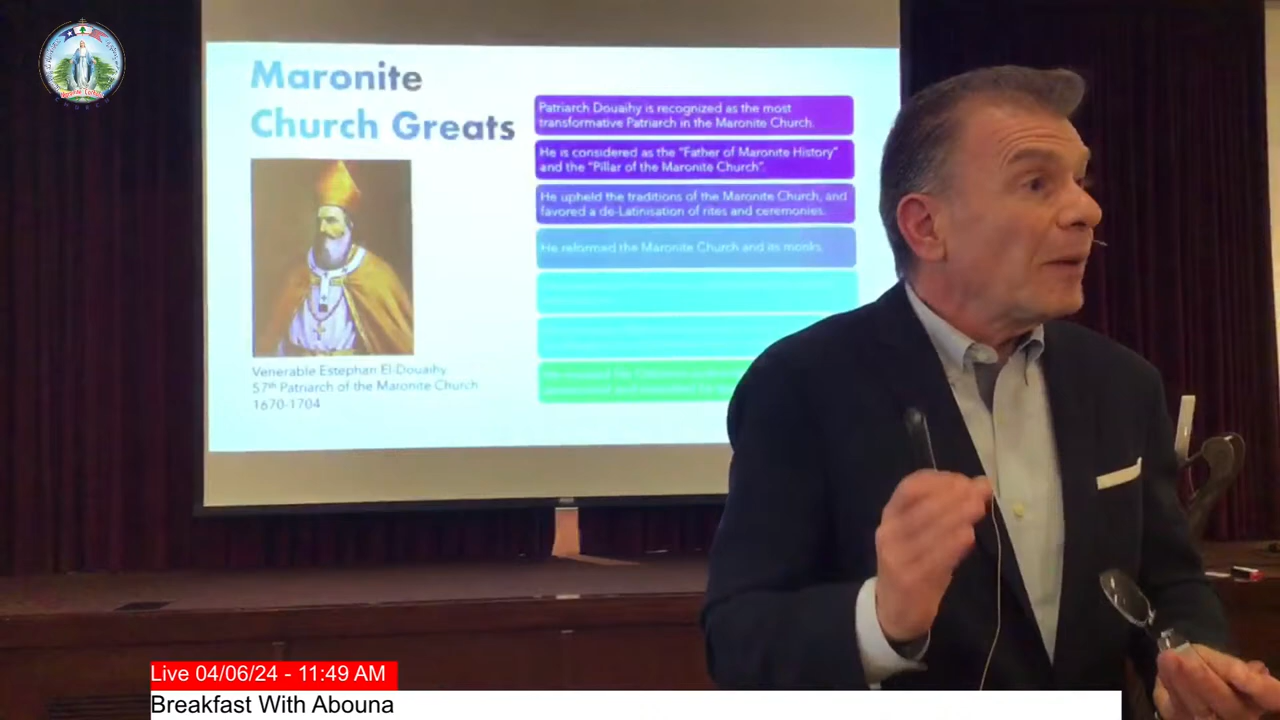 Maronite
Church Greats
Patriarch Douaihy is recognized as the most
transformative Patriarch in the Maronite Church.
He is considered as the "Father of Maronite History"
and the "Pillar of the Maronite Church".
He upheld the traditions of the Maronite Church, and
favored a de-Latinisation of rites and ceremonies.
He reformed the Maronite Church and its monks.
Venerable Estephan El-Douaihy
57th Patriarch of the Maronite Church
1670-1704
Live 04/06/24 - 11:49 AM
Breakfast With Abouna